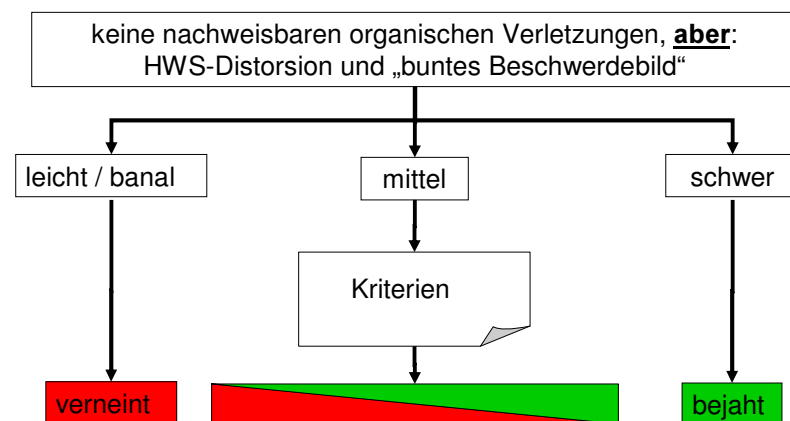 keine nachweisbaren organischen Verletzungen, aber:
HWS-Distorsion und „buntes Beschwerdebild“
leicht / banal
mittel
schwer
Kriterien
verneint
bejaht